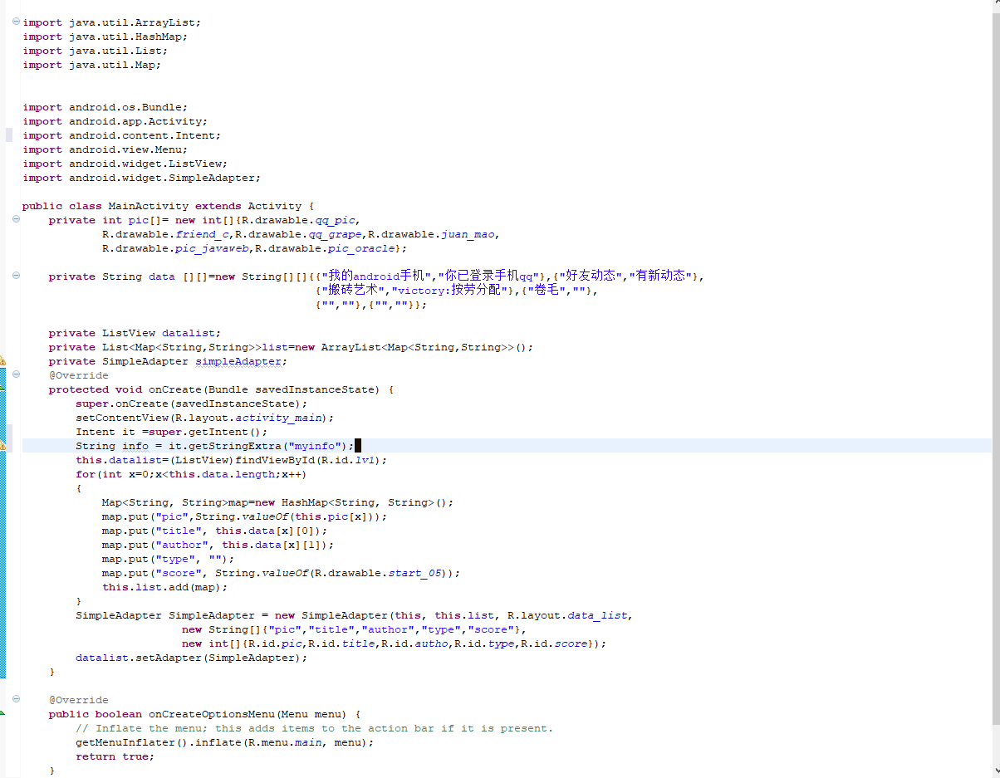 import java.util.ArrayList;
import java.util.HashMap;
import java.util.List;
import java.util.Map;
import android.os.Bundle;
import android.app.Activity;
import android.content.Intent;
import android.view.Menu;
import android.widget.ListView;
import android.widget.SimpleAdapter;
public class MainActivity extends Activity {
private int pic[]= new int[]{R.drawable.qq_pic,
R.drawable.friend_c,R.drawable.qq_grape,R.drawable.juan_mao,
R.drawable.pic_javaweb,R.drawable.pic_oracle};
private String data [][]=new String[][]{{"我的android手机","你已登录手机qq"},{"好友动态","有新动态"},
{"搬砖艺术","victory:按劳分配"},{"卷毛",""},
{"",""},{"",""}};
private ListView datalist;
private List<Map<String,String>>list=new ArrayList<Map<String,String>>();
private SimpleAdapter simpleAdapter;
@Override
protected void onCreate(Bundle savedInstanceState) {
super.onCreate(savedInstanceState);
setContentView(R.layout.activity_main);
Intent it =super.getIntent();
String info = it.getStringExtra("myinfo");
this.datalist=(ListView)findViewById(R.id.lv1);
for(int x=0;x<this.data.length;x++)
{
Map<String, String>map=new HashMap<String, String>();
map.put("pic",String.valueOf(this.pic[x]));
map.put("title", this.data[x][0]);
map.put("author", this.data[x][1]);
map.put("type", "");
map.put("score", String.valueOf(R.drawable.start_05));
this.list.add(map);
}
SimpleAdapter SimpleAdapter = new SimpleAdapter(this, this.list, R.layout.data_list,
new String[]{"pic","title","author","type","score"},
new int[]{R.id.pic,R.id.title,R.id.autho,R.id.type,R.id.score});
datalist.setAdapter(SimpleAdapter);
}
@Override
public boolean onCreateOptionsMenu(Menu menu) {
// Inflate the menu; this adds items to the action bar if it is present.
getMenuInflater().inflate(R.menu.main, menu);
return true;
}